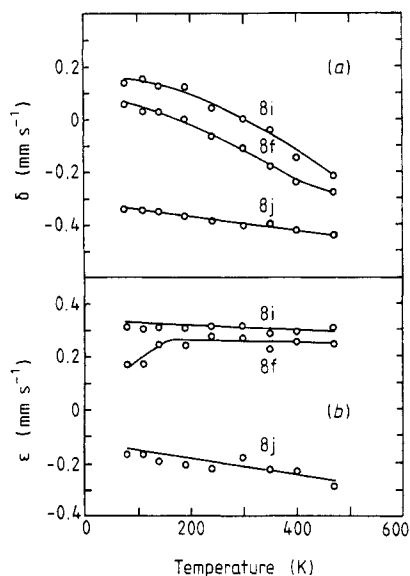 (a)
0.2
0
-0.2
-0.4
δ (mm s⁻¹)
8i
8f
8j
(b)
0.4
0.2
0
-0.2
-0.4
ε (mm s⁻¹)
8i
8f
8j
0 200 400 600
Temperature (K)